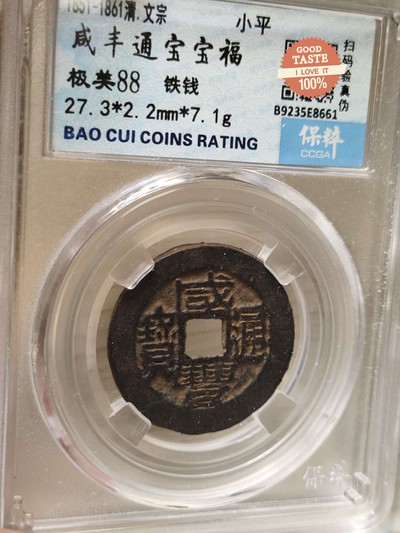 1851-1861清.文宗
小平
咸丰通宝宝福
极美88 铁钱
27.3*2.2mm*7.1g
BAO CUI COINS RATING
GOOD
TASTE
I LOVE IT
100%
扫码验真伪
B9235E8661
保粹
CCGA
咸豐通寶
保粹